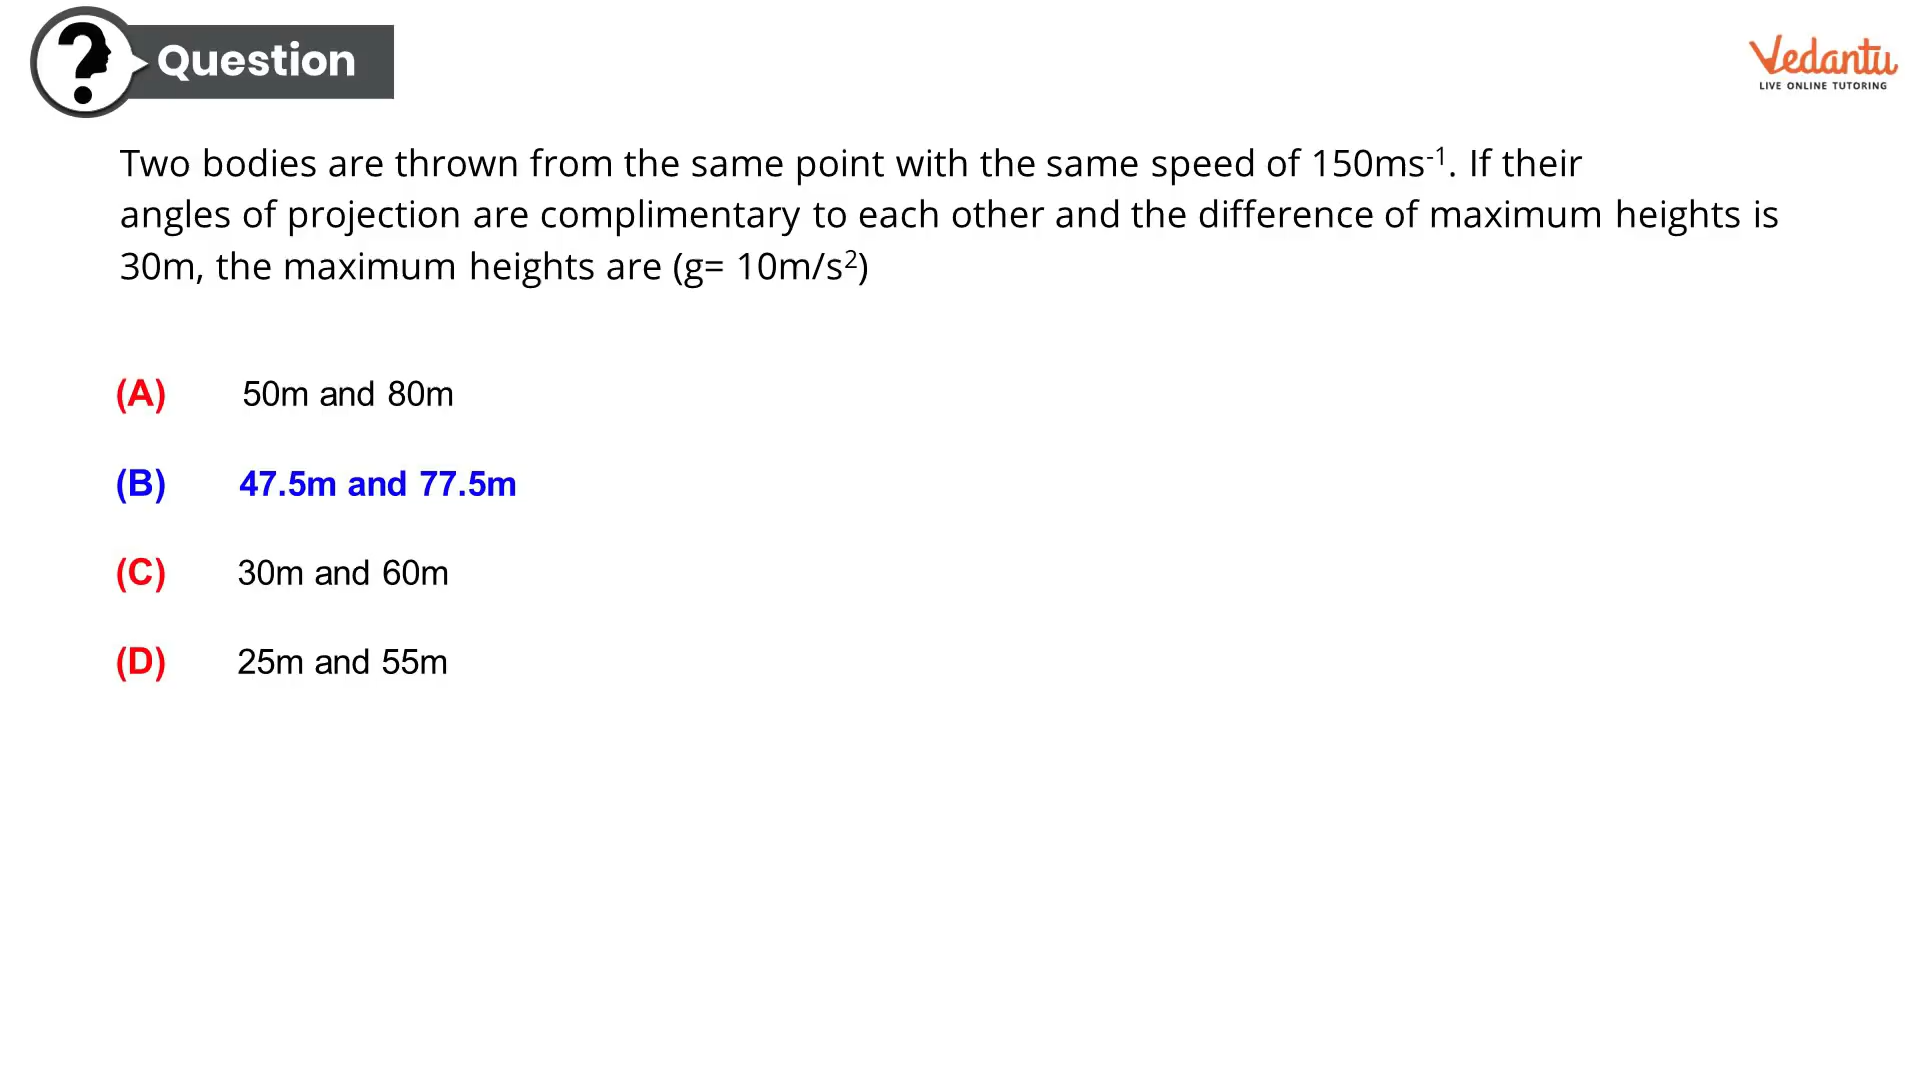 Question
Vedantu
LIVE ONLINE TUTORING
Two bodies are thrown from the same point with the same speed of 150ms⁻¹. If their
angles of projection are complimentary to each other and the difference of maximum heights is
30m, the maximum heights are (g= 10m/s²)
(A) 50m and 80m
(B) 47.5m and 77.5m
(C) 30m and 60m
(D) 25m and 55m